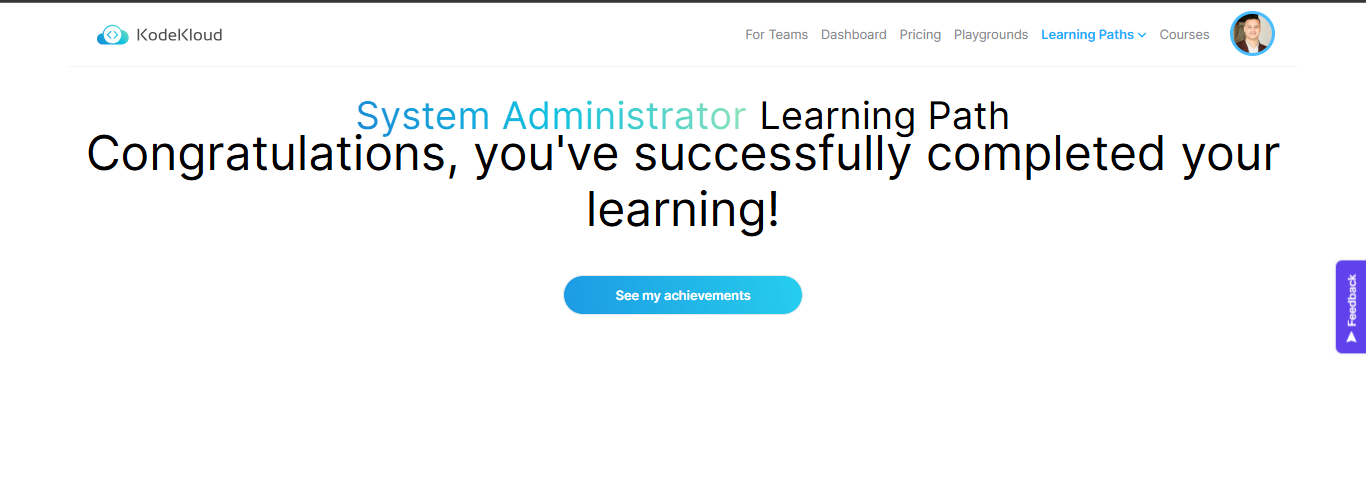 KodeKloud
For Teams Dashboard Pricing Playgrounds Learning Paths Courses
System Administrator Learning Path
Congratulations, you've successfully completed your
learning!
See my achievements
Feedback